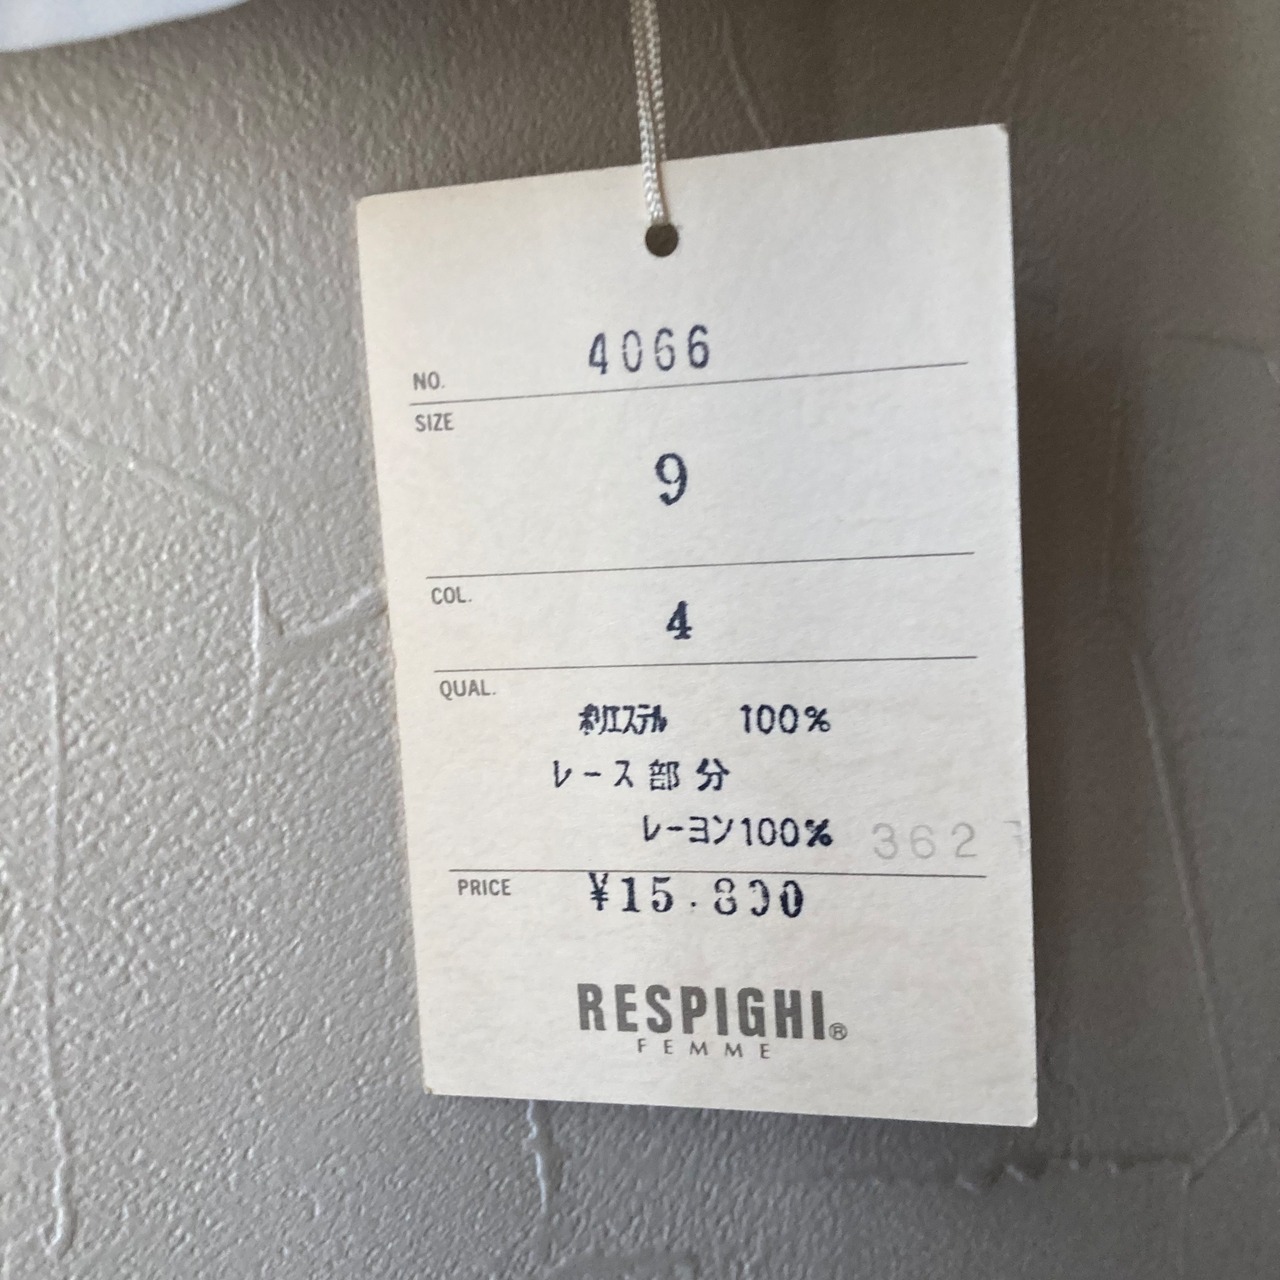 NO. 4066
SIZE
9
COL.
4
QUAL.
ポリエステル 100%
レース部分
レーヨン100% 362
PRICE ¥15.800
RESPIGHI®
FEMME